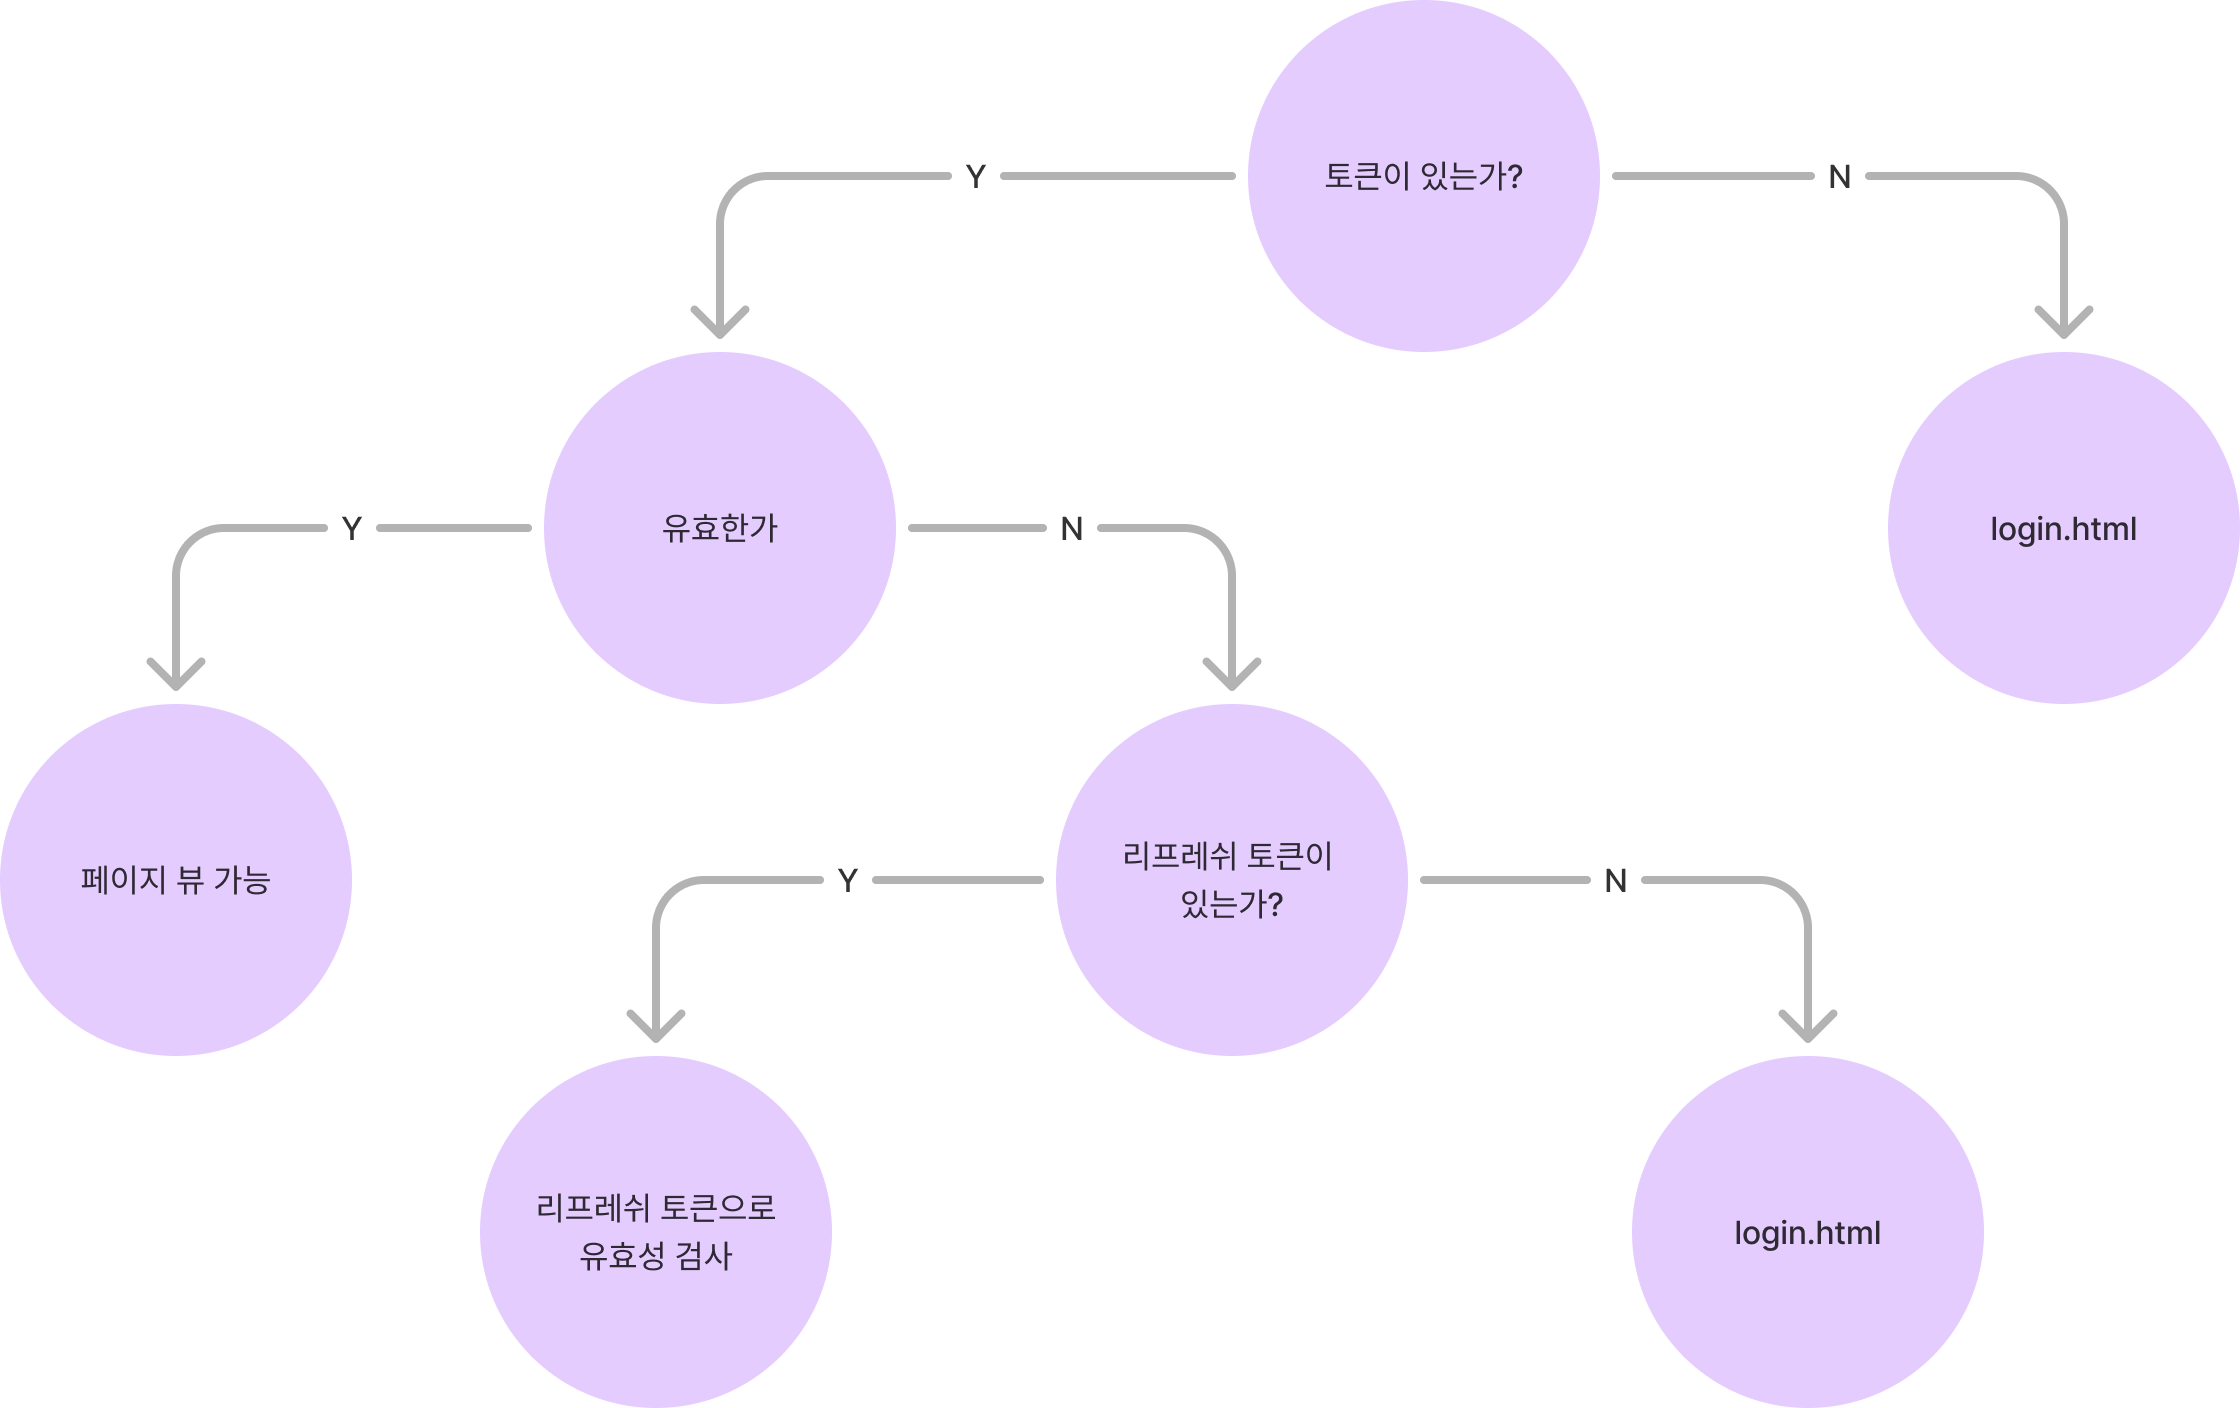 토큰이 있는가?
Y
N
유효한가
login.html
Y
N
페이지 뷰 가능
리프레쉬 토큰이
있는가?
Y
N
리프레쉬 토큰으로
유효성 검사
login.html